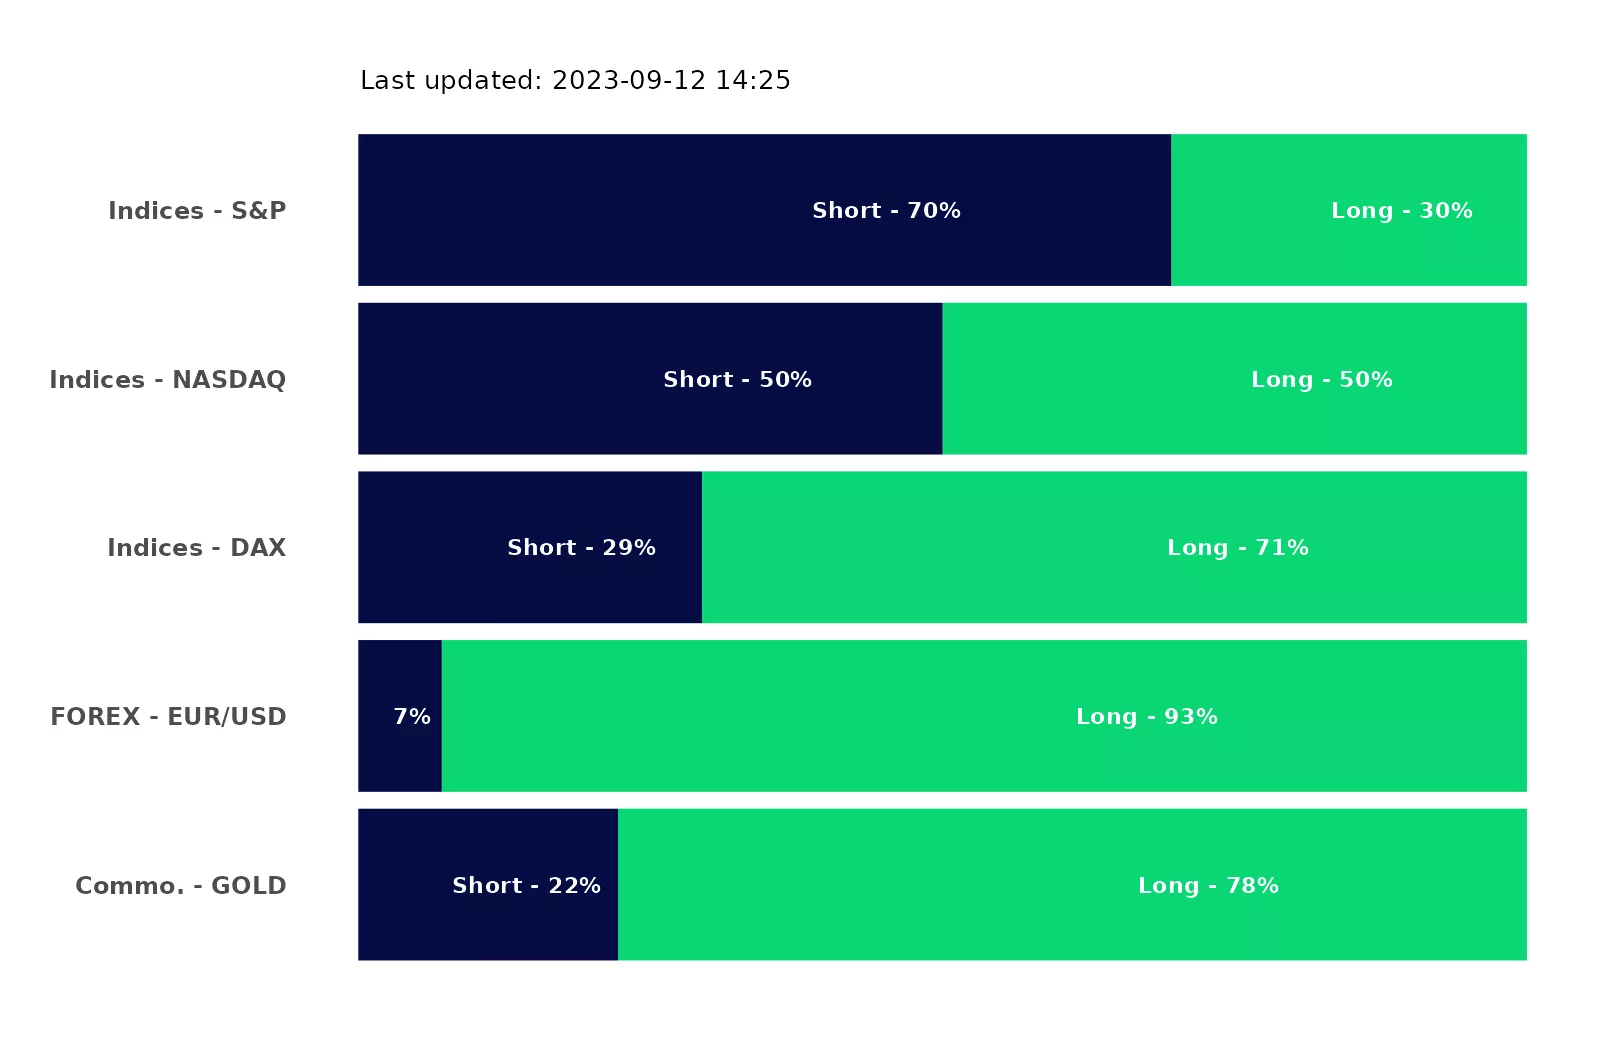 Last updated: 2023-09-12 14:25
Indices - S&P Short - 70% Long - 30%
Indices - NASDAQ Short - 50% Long - 50%
Indices - DAX Short - 29% Long - 71%
FOREX - EUR/USD 7% Long - 93%
Commo. - GOLD Short - 22% Long - 78%